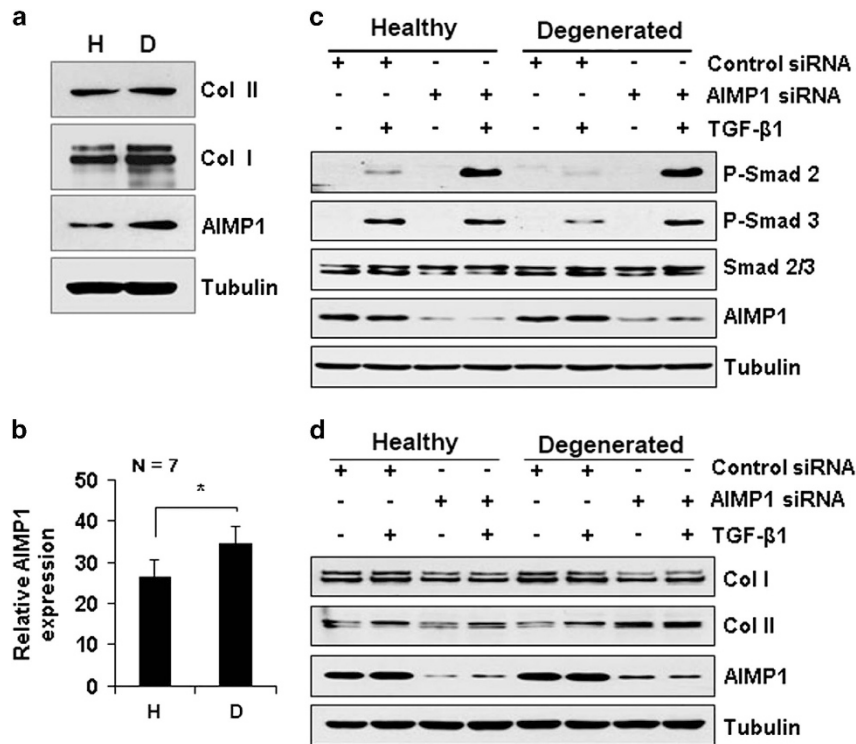 a
H D
Col II
Col I
AIMP1
Tubulin
b
N = 7
*
Relative AIMP1
expression
50
40
30
20
10
0
H D
c
Healthy Degenerated
+ + - - + + - - Control siRNA
- - + + - - + + AIMP1 siRNA
- + - + - + - + TGF-β1
P-Smad 2
P-Smad 3
Smad 2/3
AIMP1
Tubulin
d
Healthy Degenerated
+ + - - + + - - Control siRNA
- - + + - - + + AIMP1 siRNA
- + - + - + - + TGF-β1
Col I
Col II
AIMP1
Tubulin